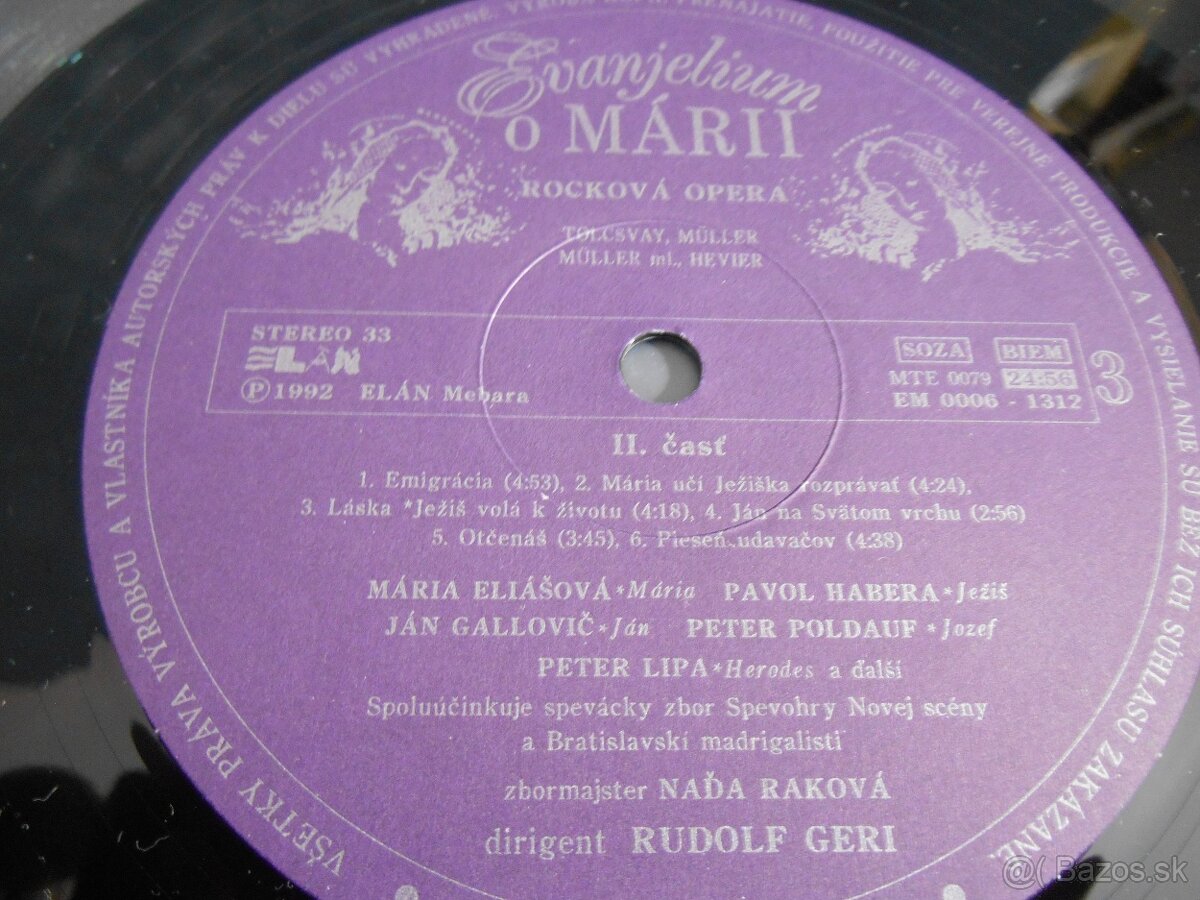 VŠETKY PRÁVA VÝROBCU A VLASTNÍKA AUTORSKÝCH PRÁV K DIELU SÚ VYHRADENÉ. VÝROBA PRENAJATIE, POUŽITIE PRE VEREJNÉ PRODUKCIE A VYSIELANIE SÚ BEZ ICH SÚHLASU ZAKÁZANÉ.
Evanjelium
O MÁRII
ROCKOVÁ OPERA
TOLCSVAY, MÜLLER
MÜLLER ml., HEVIER
STEREO 33
ELÁN
Ⓟ 1992 ELÁN Mebara
SOZA BIEM
MTE 0079 24:56
EM 0006 - 1312
3
II. časť
1. Emigrácia (4:53), 2. Mária učí Ježiška rozprávať (4:24),
3. Láska *Ježiš volá k životu (4:18), 4. Ján na Svätom vrchu (2:56)
5. Otčenáš (3:45), 6. Pieseň udavačov (4:38)
MÁRIA ELIÁŠOVÁ*Mária PAVOL HABERA*Ježiš
JÁN GALLOVIČ*Ján PETER POLDAUF*Jozef
PETER LIPA*Herodes a ďalší
Spoluúčinkuje spevácky zbor Spevohry Novej scény
a Bratislavskí madrigalisti
zbormajster NAĎA RAKOVÁ
dirigent RUDOLF GERI
@( Bazos.sk